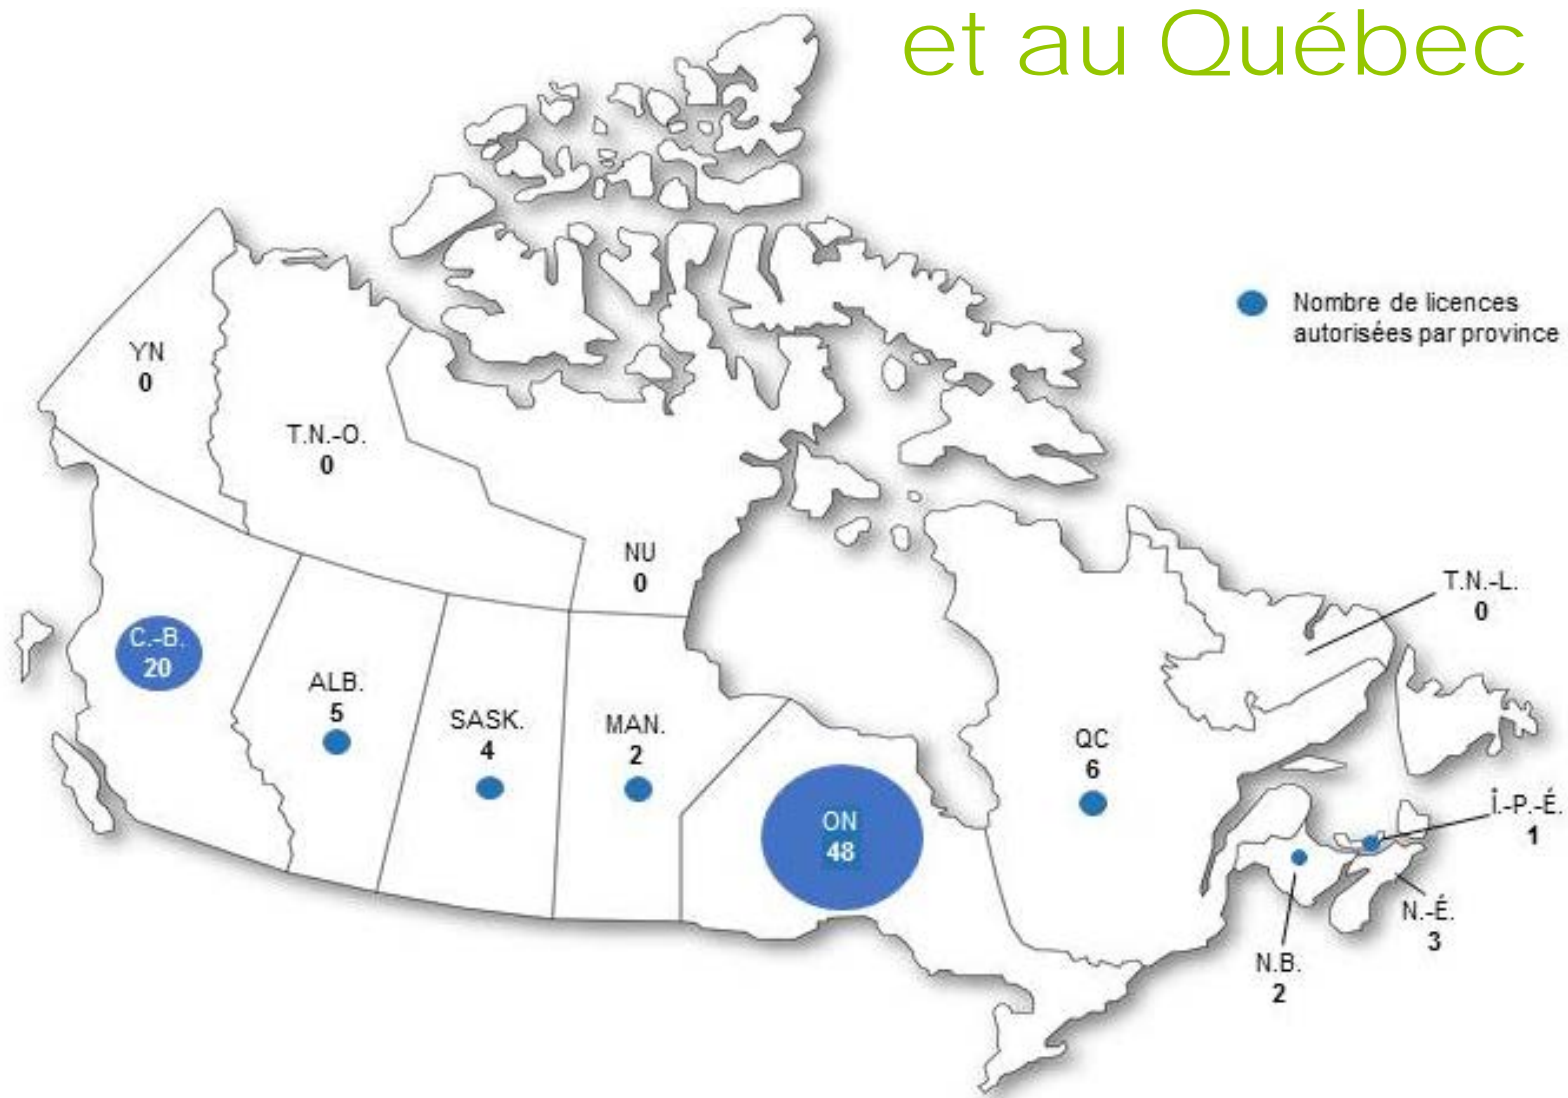 et au Québec
Nombre de licences
autorisées par province
YN
0
T.N.-O.
0
NU
0
T.N.-L.
0
C.-B.
20
ALB.
5
SASK.
4
MAN.
2
ON
48
QC
6
Î.-P.-É.
1
N.-É.
3
N.B.
2